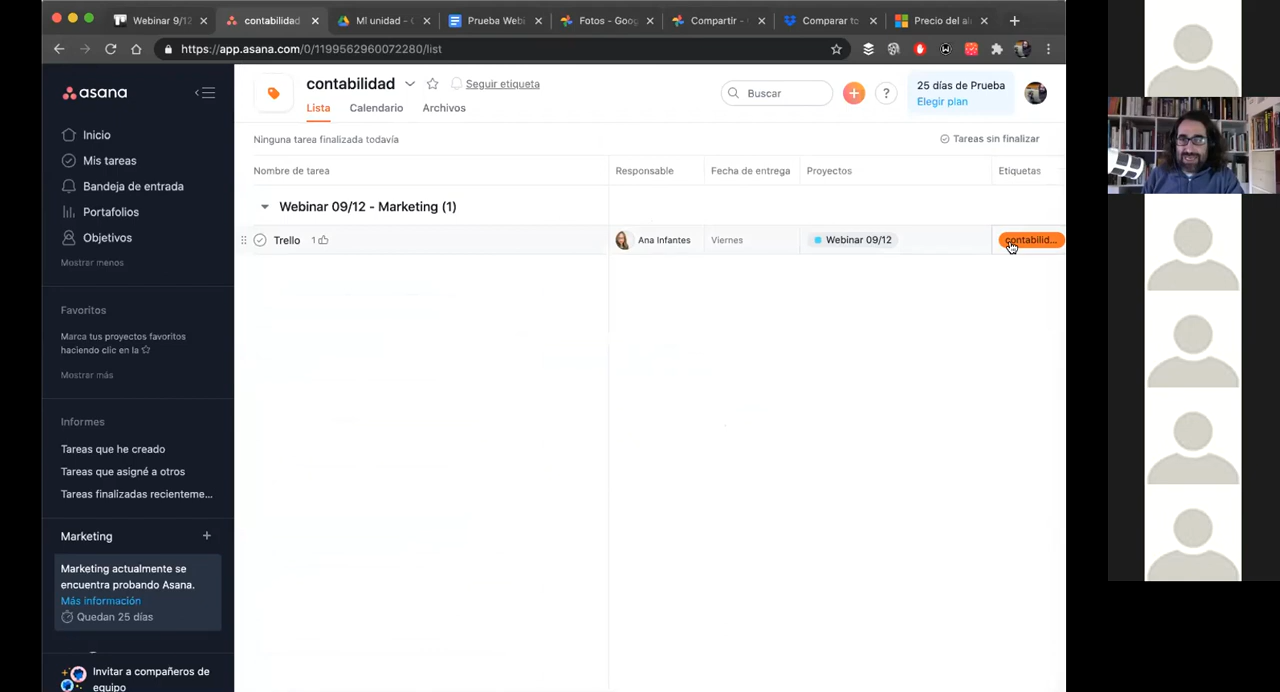 Webinar 9/12
contabilidad
Mi unidad - G
Prueba Webi
Fotos - Goog
Compartir -
Comparar to
Precio del al
https://app.asana.com/0/1199562960072280/list
asana
Inicio
Mis tareas
Bandeja de entrada
Portafolios
Objetivos
Mostrar menos
Favoritos
Marca tus proyectos favoritos
haciendo clic en la
Mostrar más
Informes
Tareas que he creado
Tareas que asigné a otros
Tareas finalizadas recienteme...
Marketing
Marketing actualmente se
encuentra probando Asana.
Más información
Quedan 25 días
Invitar a compañeros de
equipo
contabilidad
Seguir etiqueta
Lista Calendario Archivos
Buscar
?
25 días de Prueba
Elegir plan
Ninguna tarea finalizada todavía
Tareas sin finalizar
Nombre de tarea Responsable Fecha de entrega Proyectos Etiquetas
Webinar 09/12 - Marketing (1)
Trello 1 Ana Infantes Viernes Webinar 09/12 contabilid...